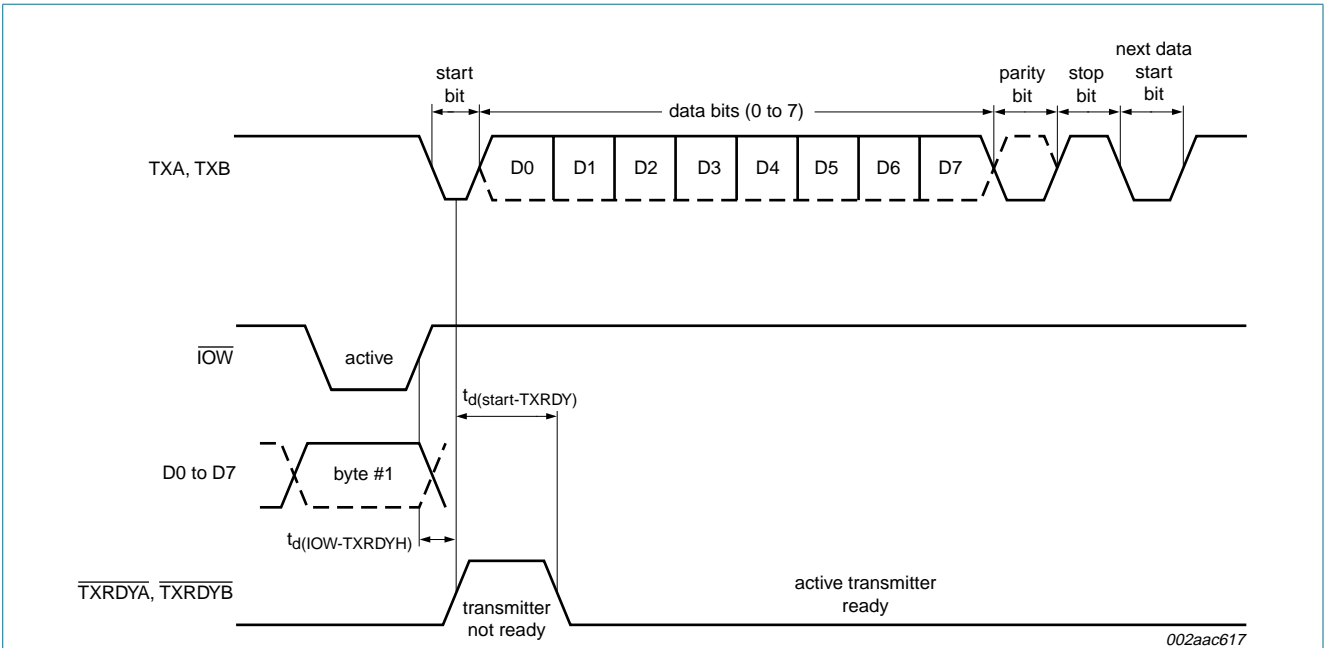 start
bit
data bits (0 to 7)
parity
bit
stop
bit
next data
start
bit
TXA, TXB
D0
D1
D2
D3
D4
D5
D6
D7
IOW
active
td(start-TXRDY)
D0 to D7
byte #1
td(IOW-TXRDYH)
TXRDYA, TXRDYB
transmitter
not ready
active transmitter
ready
002aac617